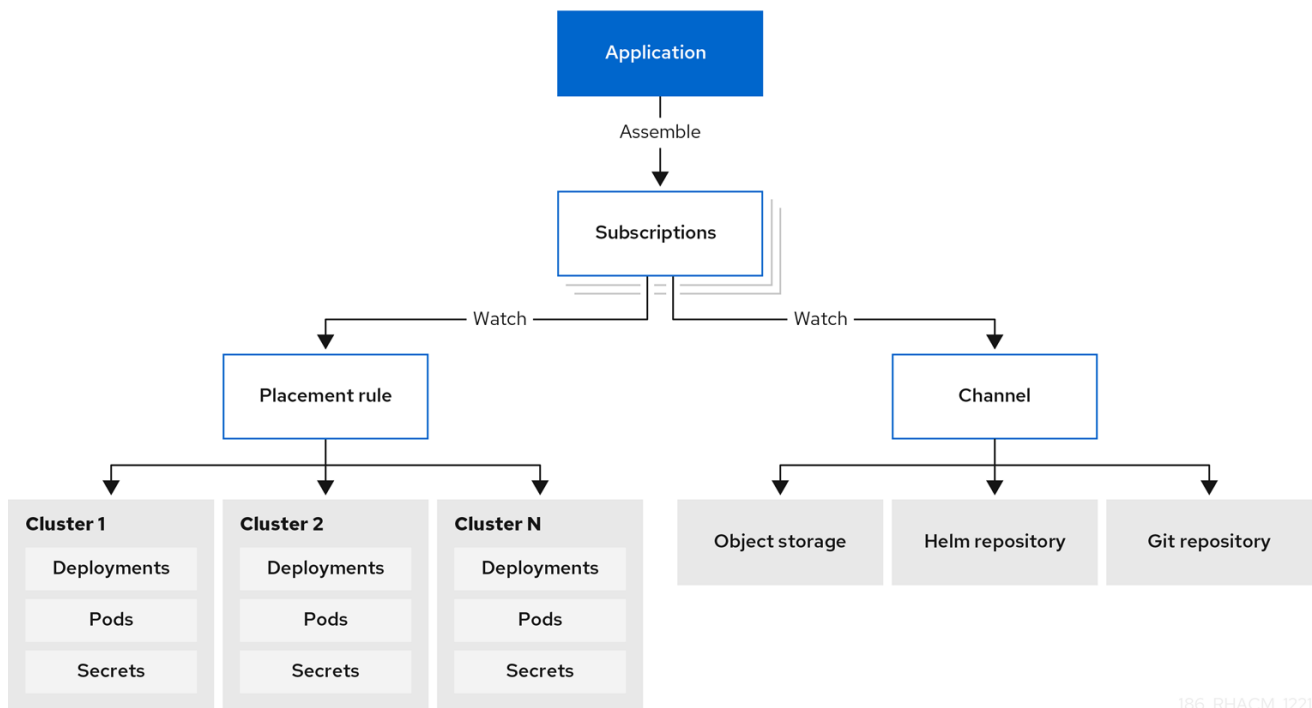 Application
Assemble
Subscriptions
Watch
Watch
Placement rule
Channel
Cluster 1
Deployments
Pods
Secrets
Cluster 2
Deployments
Pods
Secrets
Cluster N
Deployments
Pods
Secrets
Object storage
Helm repository
Git repository
186_RHACM_1221